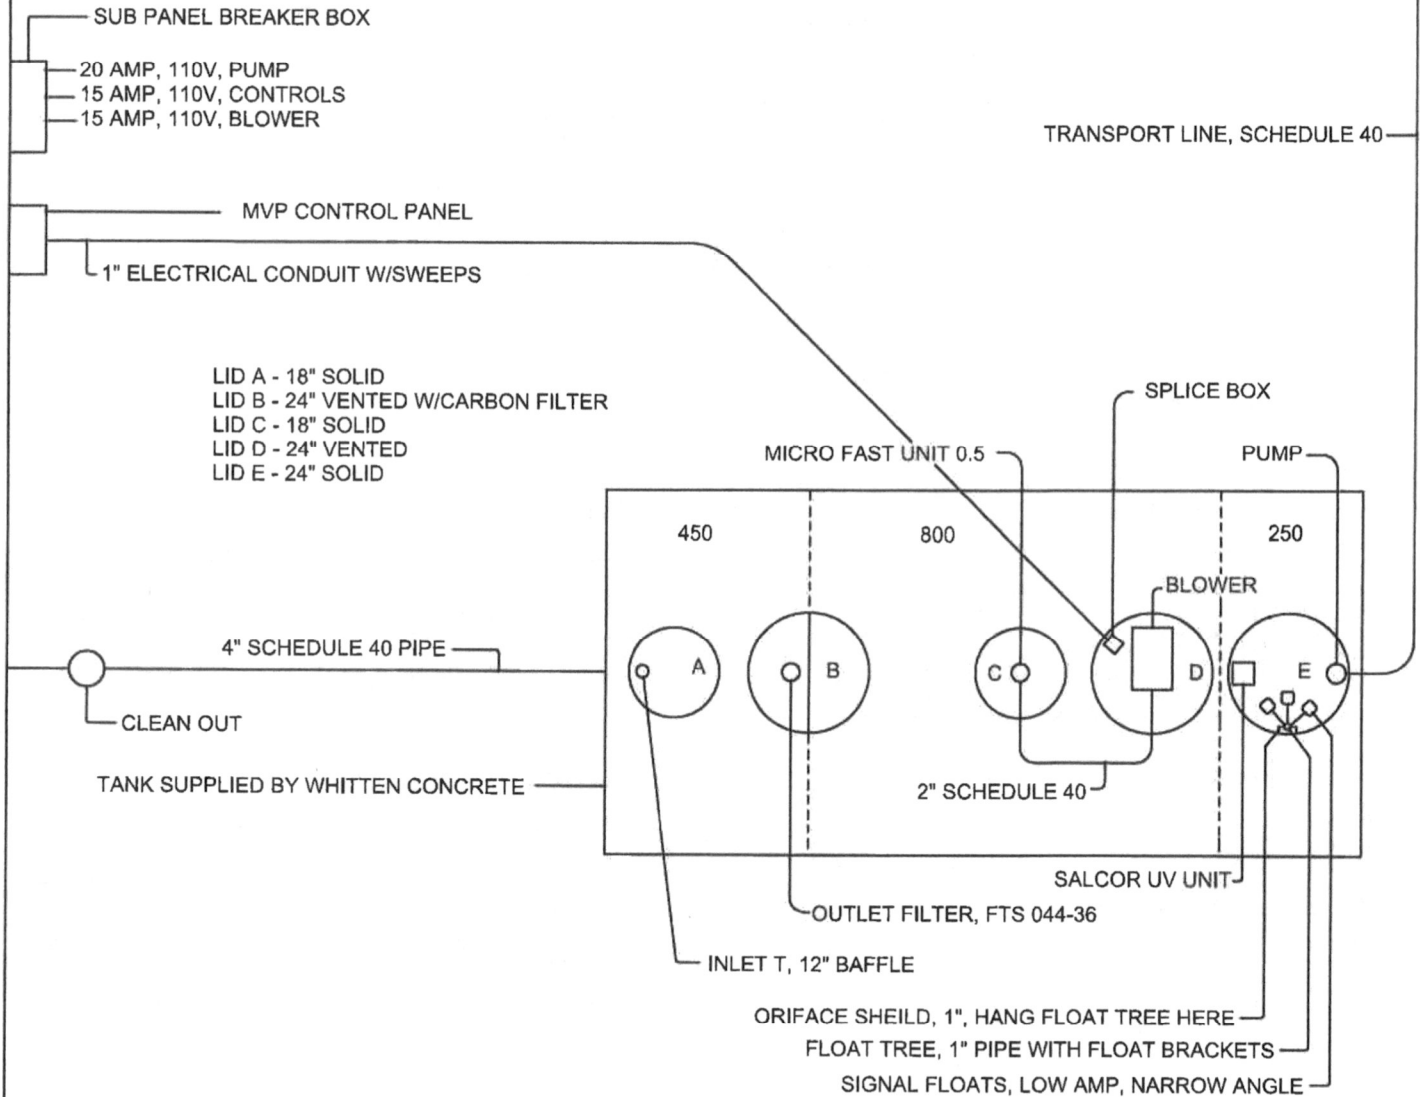 SUB PANEL BREAKER BOX
20 AMP, 110V, PUMP
15 AMP, 110V, CONTROLS
15 AMP, 110V, BLOWER
TRANSPORT LINE, SCHEDULE 40
MVP CONTROL PANEL
1" ELECTRICAL CONDUIT W/SWEEPS
LID A - 18" SOLID
LID B - 24" VENTED W/CARBON FILTER
LID C - 18" SOLID
LID D - 24" VENTED
LID E - 24" SOLID
SPLICE BOX
MICRO FAST UNIT 0.5
PUMP
450
800
250
BLOWER
4" SCHEDULE 40 PIPE
A
B
C
D
E
CLEAN OUT
TANK SUPPLIED BY WHITTEN CONCRETE
2" SCHEDULE 40
SALCOR UV UNIT
OUTLET FILTER, FTS 044-36
INLET T, 12" BAFFLE
ORIFACE SHEILD, 1", HANG FLOAT TREE HERE
FLOAT TREE, 1" PIPE WITH FLOAT BRACKETS
SIGNAL FLOATS, LOW AMP, NARROW ANGLE